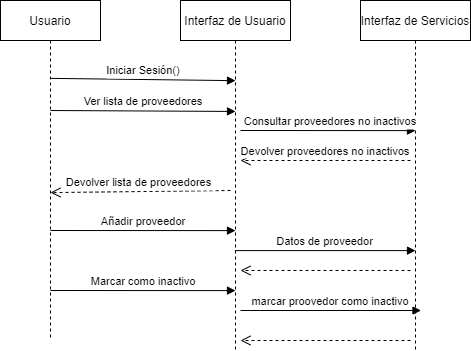 Usuario
Interfaz de Usuario
Interfaz de Servicios
Iniciar Sesión()
Ver lista de proveedores
Consultar proveedores no inactivos
Devolver proveedores no inactivos
Devolver lista de proveedores
Añadir proveedor
Datos de proveedor
Marcar como inactivo
marcar proovedor como inactivo